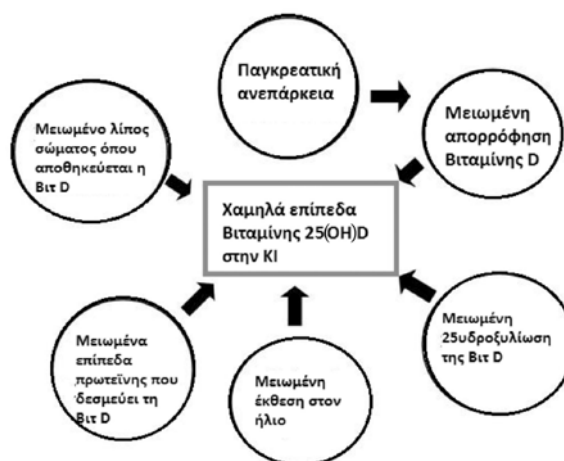 Παγκρεατική
ανεπάρκεια
Μειωμένη
απορρόφηση
Βιταμίνης D
Μειωμένο λίπος
σώματος όπου
αποθηκεύεται η
Βιτ D
Χαμηλά επίπεδα
Βιταμίνης 25(OH)D
στην ΚΙ
Μειωμένα
επίπεδα
πρωτεϊνης που
δεσμεύει τη
Βιτ D
Μειωμένη
έκθεση στον
ήλιο
Μειωμένη
25υδροξυλίωση
της Βιτ D